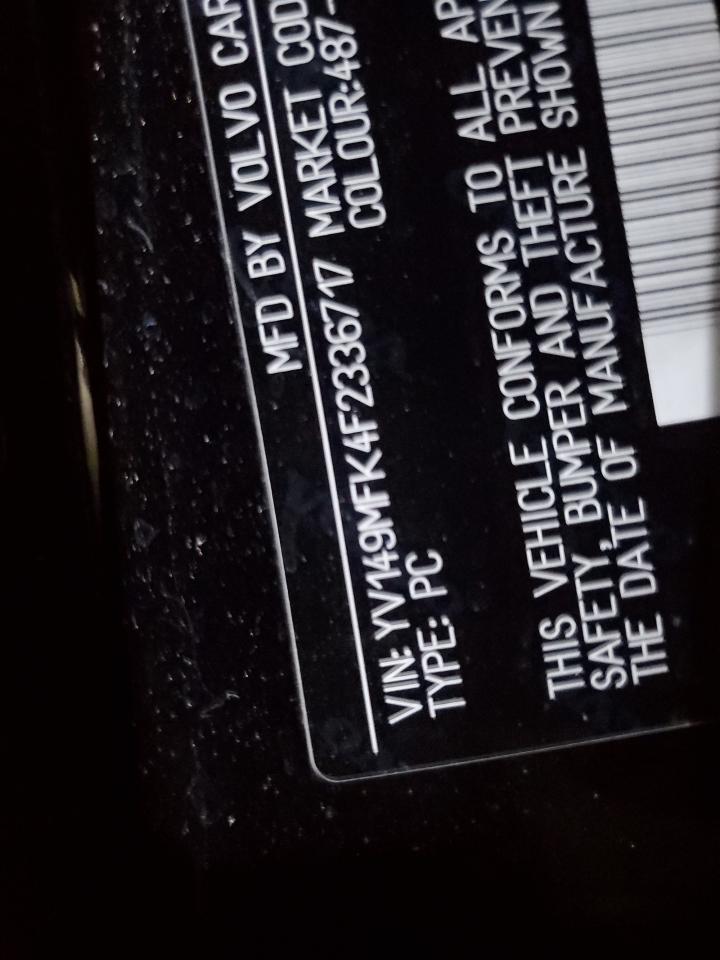 MFD BY VOLVO CAR
VIN: YV149MFK4F2336717 MARKET COD
TYPE: PC COLOUR:487-
THIS VEHICLE CONFORMS TO ALL AP
SAFETY, BUMPER AND THEFT PREVEN
THE DATE OF MANUFACTURE SHOWN